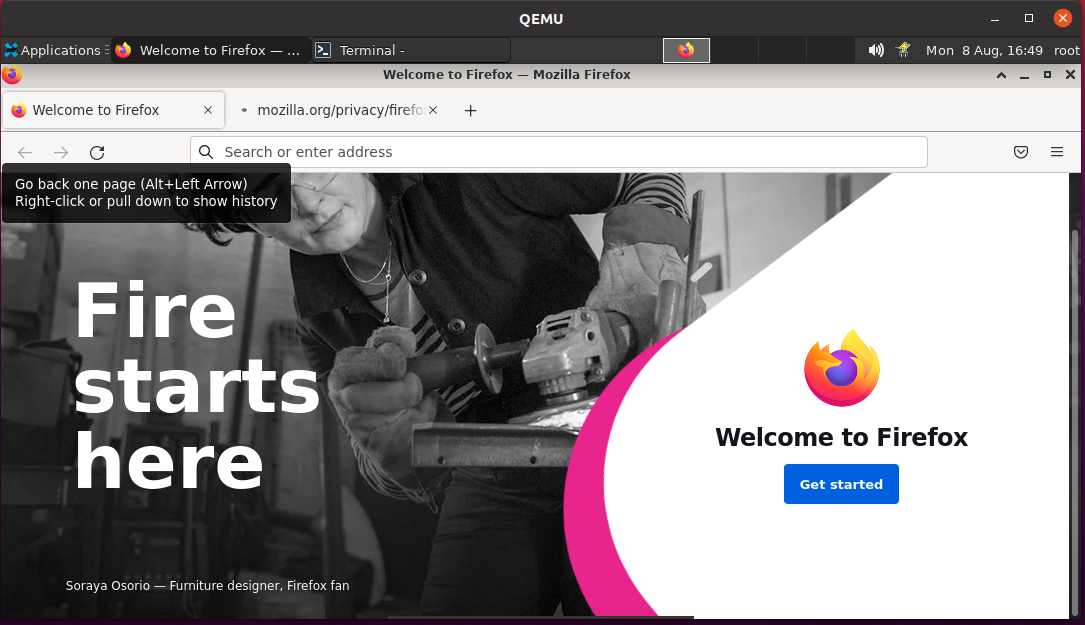 QEMU
Applications
Welcome to Firefox — ...
Terminal -
Mon 8 Aug, 16:49
root
Welcome to Firefox — Mozilla Firefox
Welcome to Firefox
mozilla.org/privacy/firefo
Search or enter address
Go back one page (Alt+Left Arrow)
Right-click or pull down to show history
Fire
starts
here
Welcome to Firefox
Get started
Soraya Osorio — Furniture designer, Firefox fan